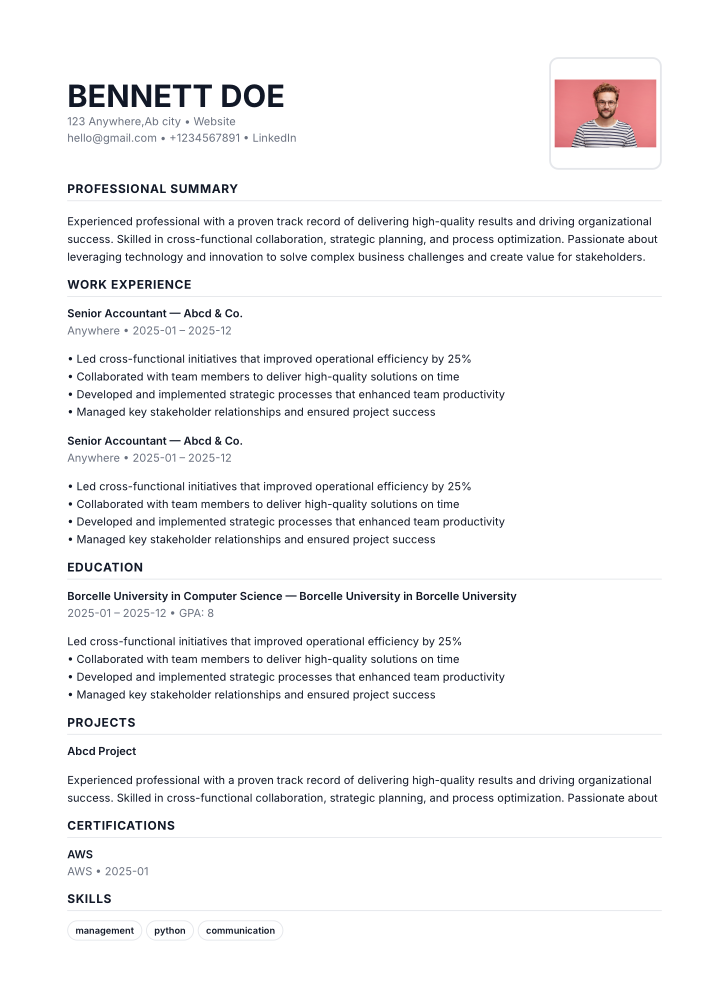 BENNETT DOE
123 Anywhere,Ab city • Website
hello@gmail.com • +1234567891 • LinkedIn
PROFESSIONAL SUMMARY
Experienced professional with a proven track record of delivering high-quality results and driving organizational
success. Skilled in cross-functional collaboration, strategic planning, and process optimization. Passionate about
leveraging technology and innovation to solve complex business challenges and create value for stakeholders.
WORK EXPERIENCE
Senior Accountant — Abcd & Co.
Anywhere • 2025-01 – 2025-12
• Led cross-functional initiatives that improved operational efficiency by 25%
• Collaborated with team members to deliver high-quality solutions on time
• Developed and implemented strategic processes that enhanced team productivity
• Managed key stakeholder relationships and ensured project success
Senior Accountant — Abcd & Co.
Anywhere • 2025-01 – 2025-12
• Led cross-functional initiatives that improved operational efficiency by 25%
• Collaborated with team members to deliver high-quality solutions on time
• Developed and implemented strategic processes that enhanced team productivity
• Managed key stakeholder relationships and ensured project success
EDUCATION
Borcelle University in Computer Science — Borcelle University in Borcelle University
2025-01 – 2025-12 • GPA: 8
Led cross-functional initiatives that improved operational efficiency by 25%
• Collaborated with team members to deliver high-quality solutions on time
• Developed and implemented strategic processes that enhanced team productivity
• Managed key stakeholder relationships and ensured project success
PROJECTS
Abcd Project
Experienced professional with a proven track record of delivering high-quality results and driving organizational
success. Skilled in cross-functional collaboration, strategic planning, and process optimization. Passionate about
CERTIFICATIONS
AWS
AWS • 2025-01
SKILLS
management python communication